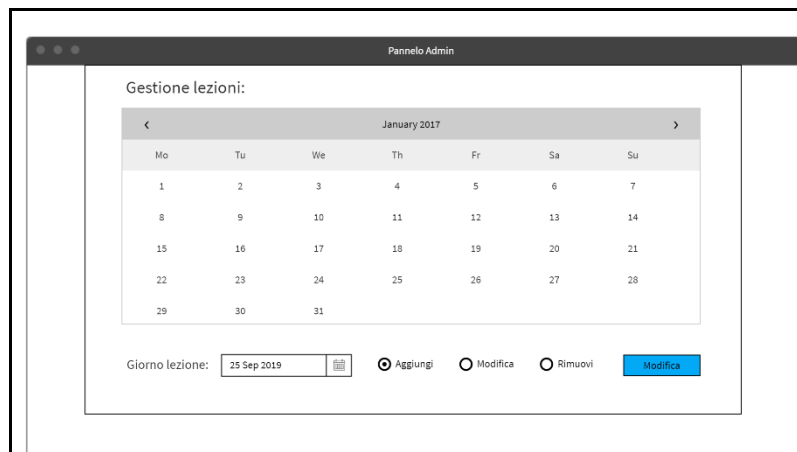 Pannelo Admin
Gestione lezioni:
‹ January 2017 ›
Mo Tu We Th Fr Sa Su
1 2 3 4 5 6 7
8 9 10 11 12 13 14
15 16 17 18 19 20 21
22 23 24 25 26 27 28
29 30 31
Giorno lezione: 25 Sep 2019 Aggiungi Modifica Rimuovi Modifica